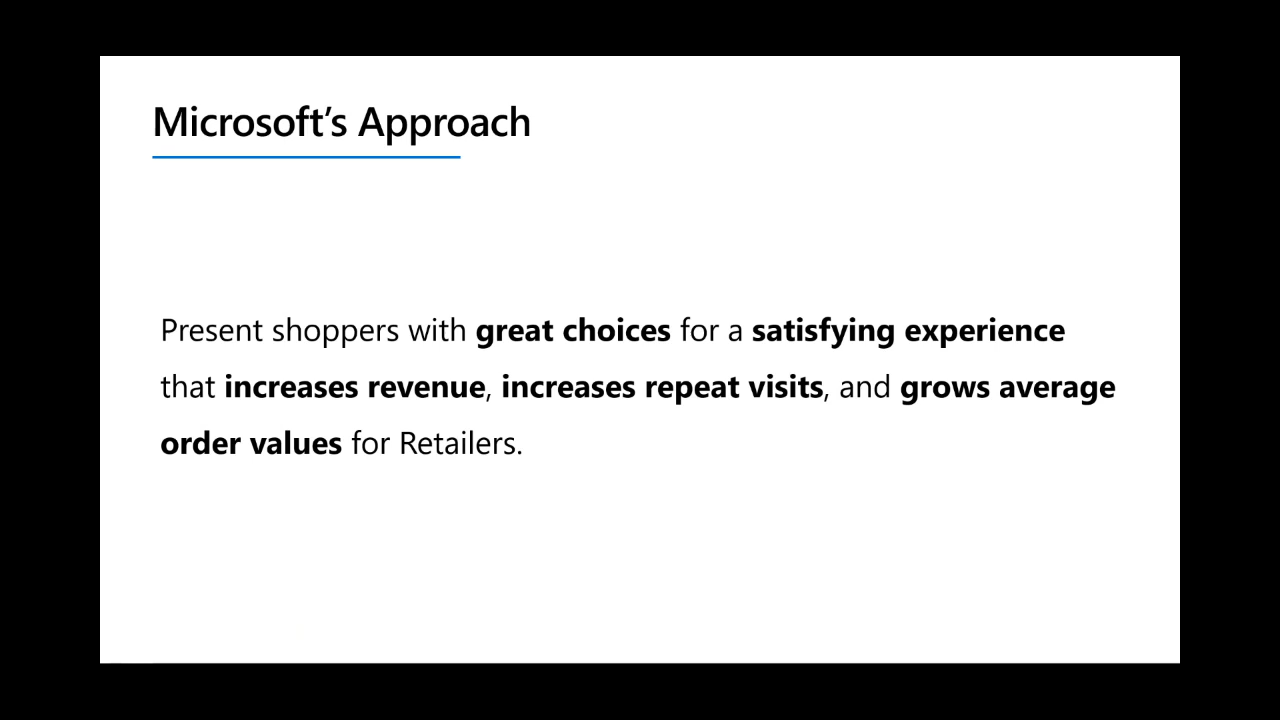 Microsoft’s Approach
Present shoppers with great choices for a satisfying experience
that increases revenue, increases repeat visits, and grows average
order values for Retailers.